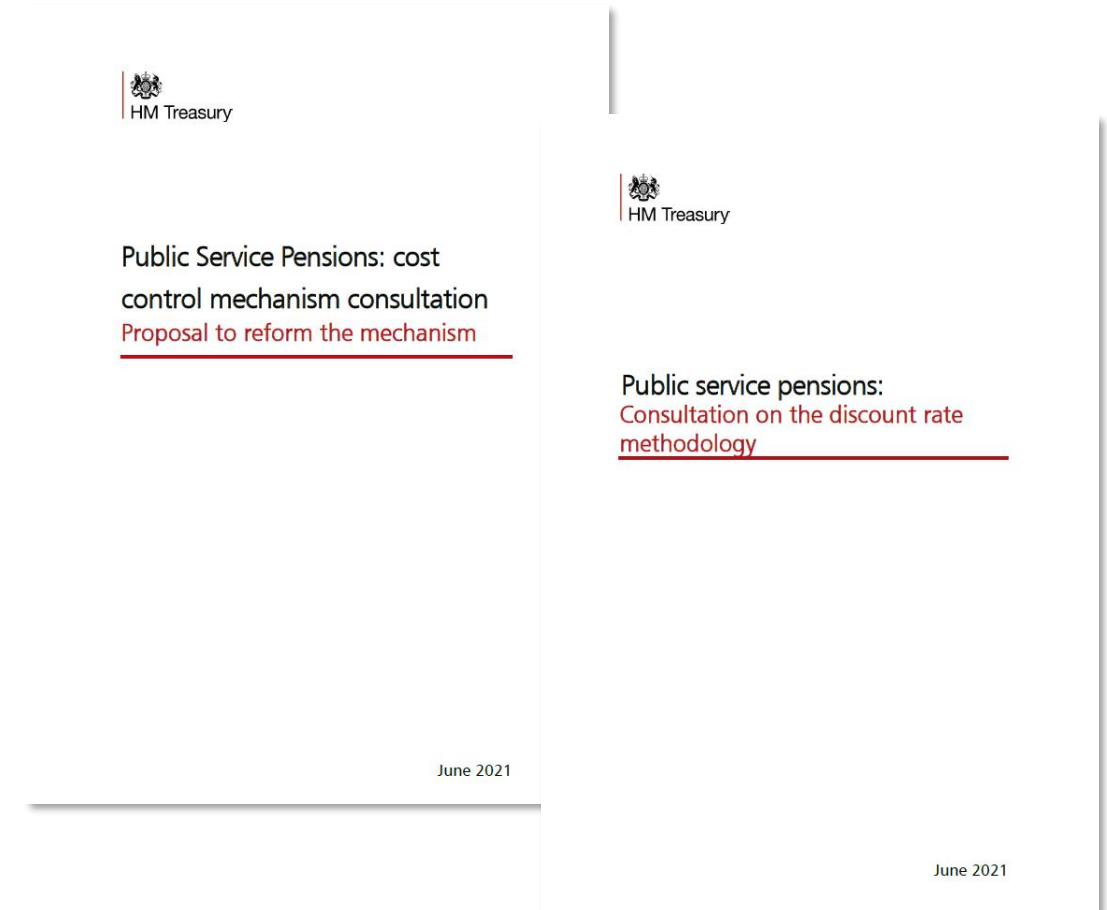 HM Treasury
Public Service Pensions: cost
control mechanism consultation
Proposal to reform the mechanism
June 2021
HM Treasury
Public service pensions:
Consultation on the discount rate
methodology
June 2021